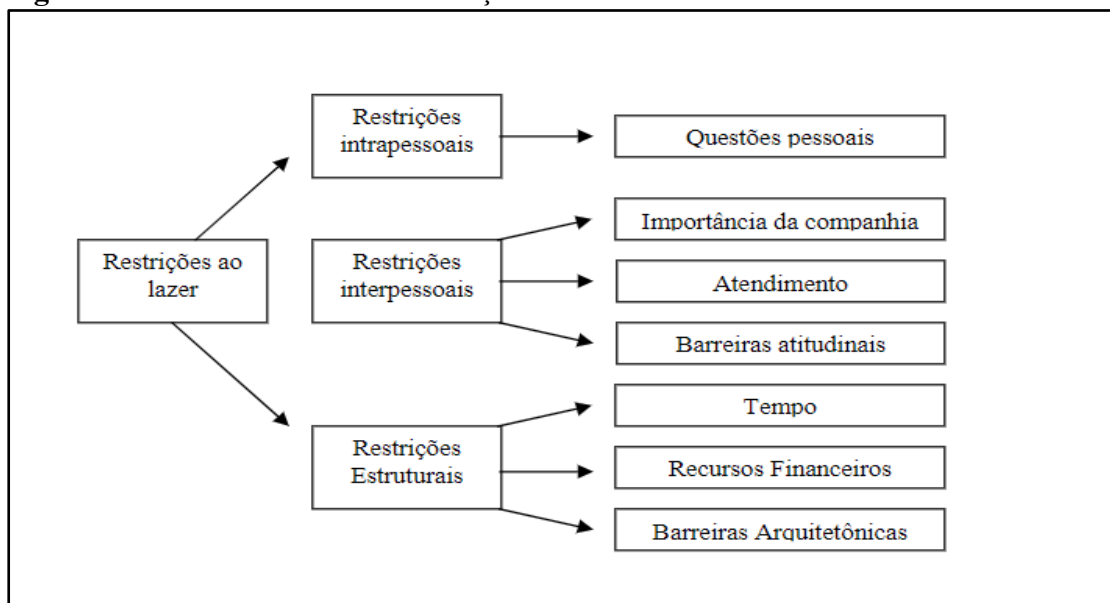 Restrições
intrapessoais
Questões pessoais
Importância da companhia
Restrições ao
lazer
Restrições
interpessoais
Atendimento
Barreiras atitudinais
Tempo
Restrições
Estruturais
Recursos Financeiros
Barreiras Arquitetônicas